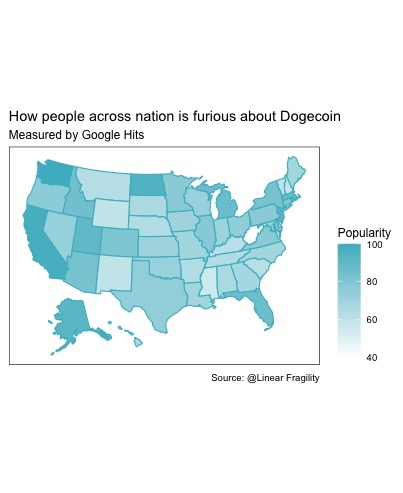 How people across nation is furious about Dogecoin
Measured by Google Hits
Popularity
100
80
60
40
Source: @Linear Fragility